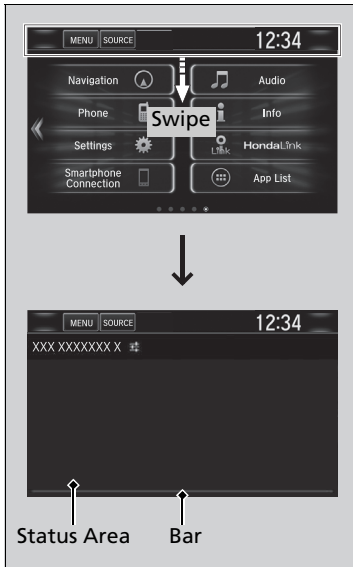 MENU SOURCE 12:34
Navigation Audio
Phone Info
Swipe
Settings Link HondaLink
Smartphone
Connection App List
MENU SOURCE 12:34
XXX XXXXXXX X
Status Area Bar